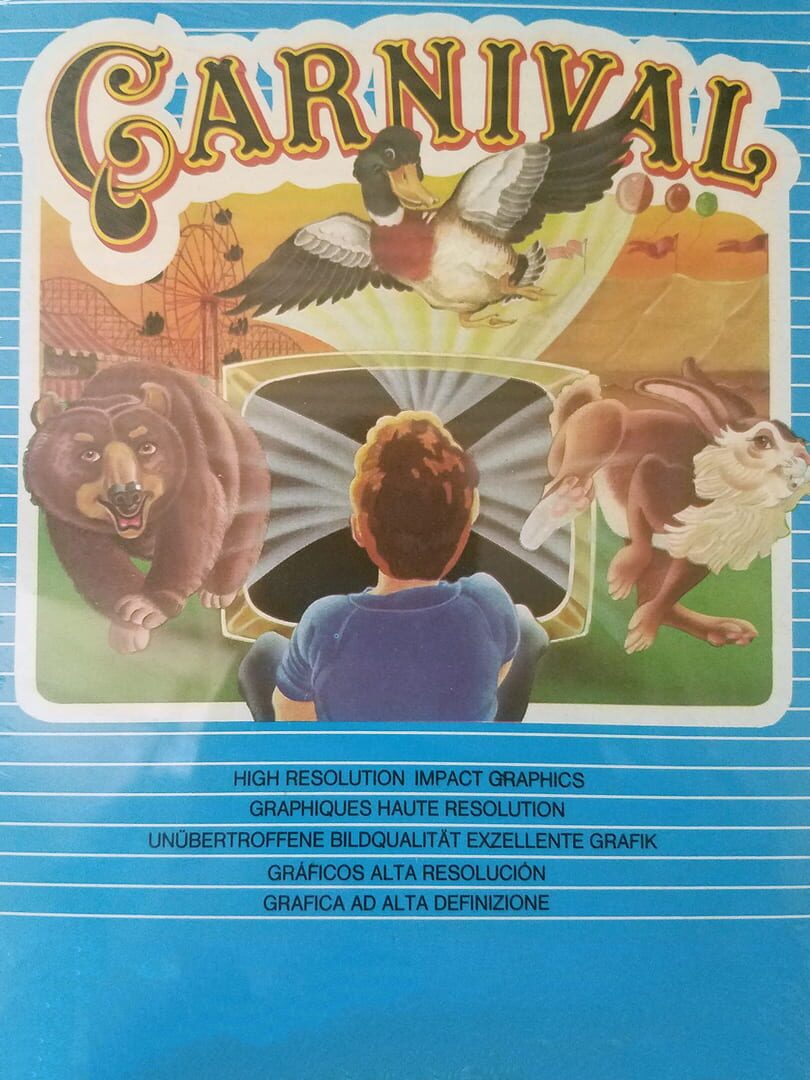 CARNIVAL
HIGH RESOLUTION IMPACT GRAPHICS
GRAPHIQUES HAUTE RESOLUTION
UNÜBERTROFFENE BILDQUALITÄT EXZELLENTE GRAFIK
GRÁFICOS ALTA RESOLUCIÓN
GRAFICA AD ALTA DEFINIZIONE